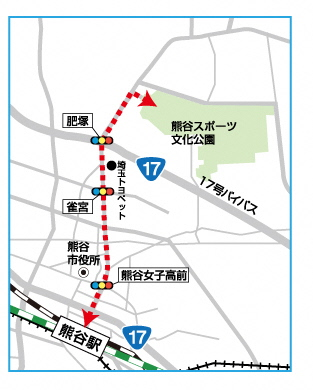 肥塚
熊谷スポーツ
文化公園
埼玉トヨペット
17
17号バイパス
雀宮
熊谷
市役所
熊谷女子高前
熊谷駅
17